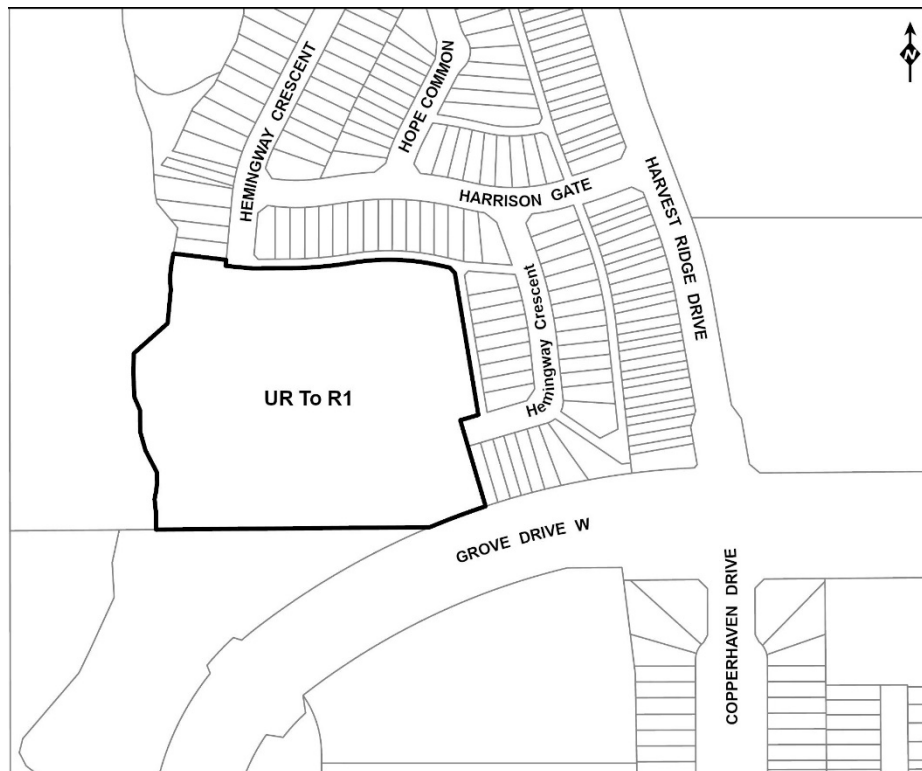 N
HEMINGWAY CRESCENT
HOPE COMMON
HARRISON GATE
HARVEST RIDGE DRIVE
Hemingway Crescent
UR To R1
GROVE DRIVE W
COPPERHAVEN DRIVE